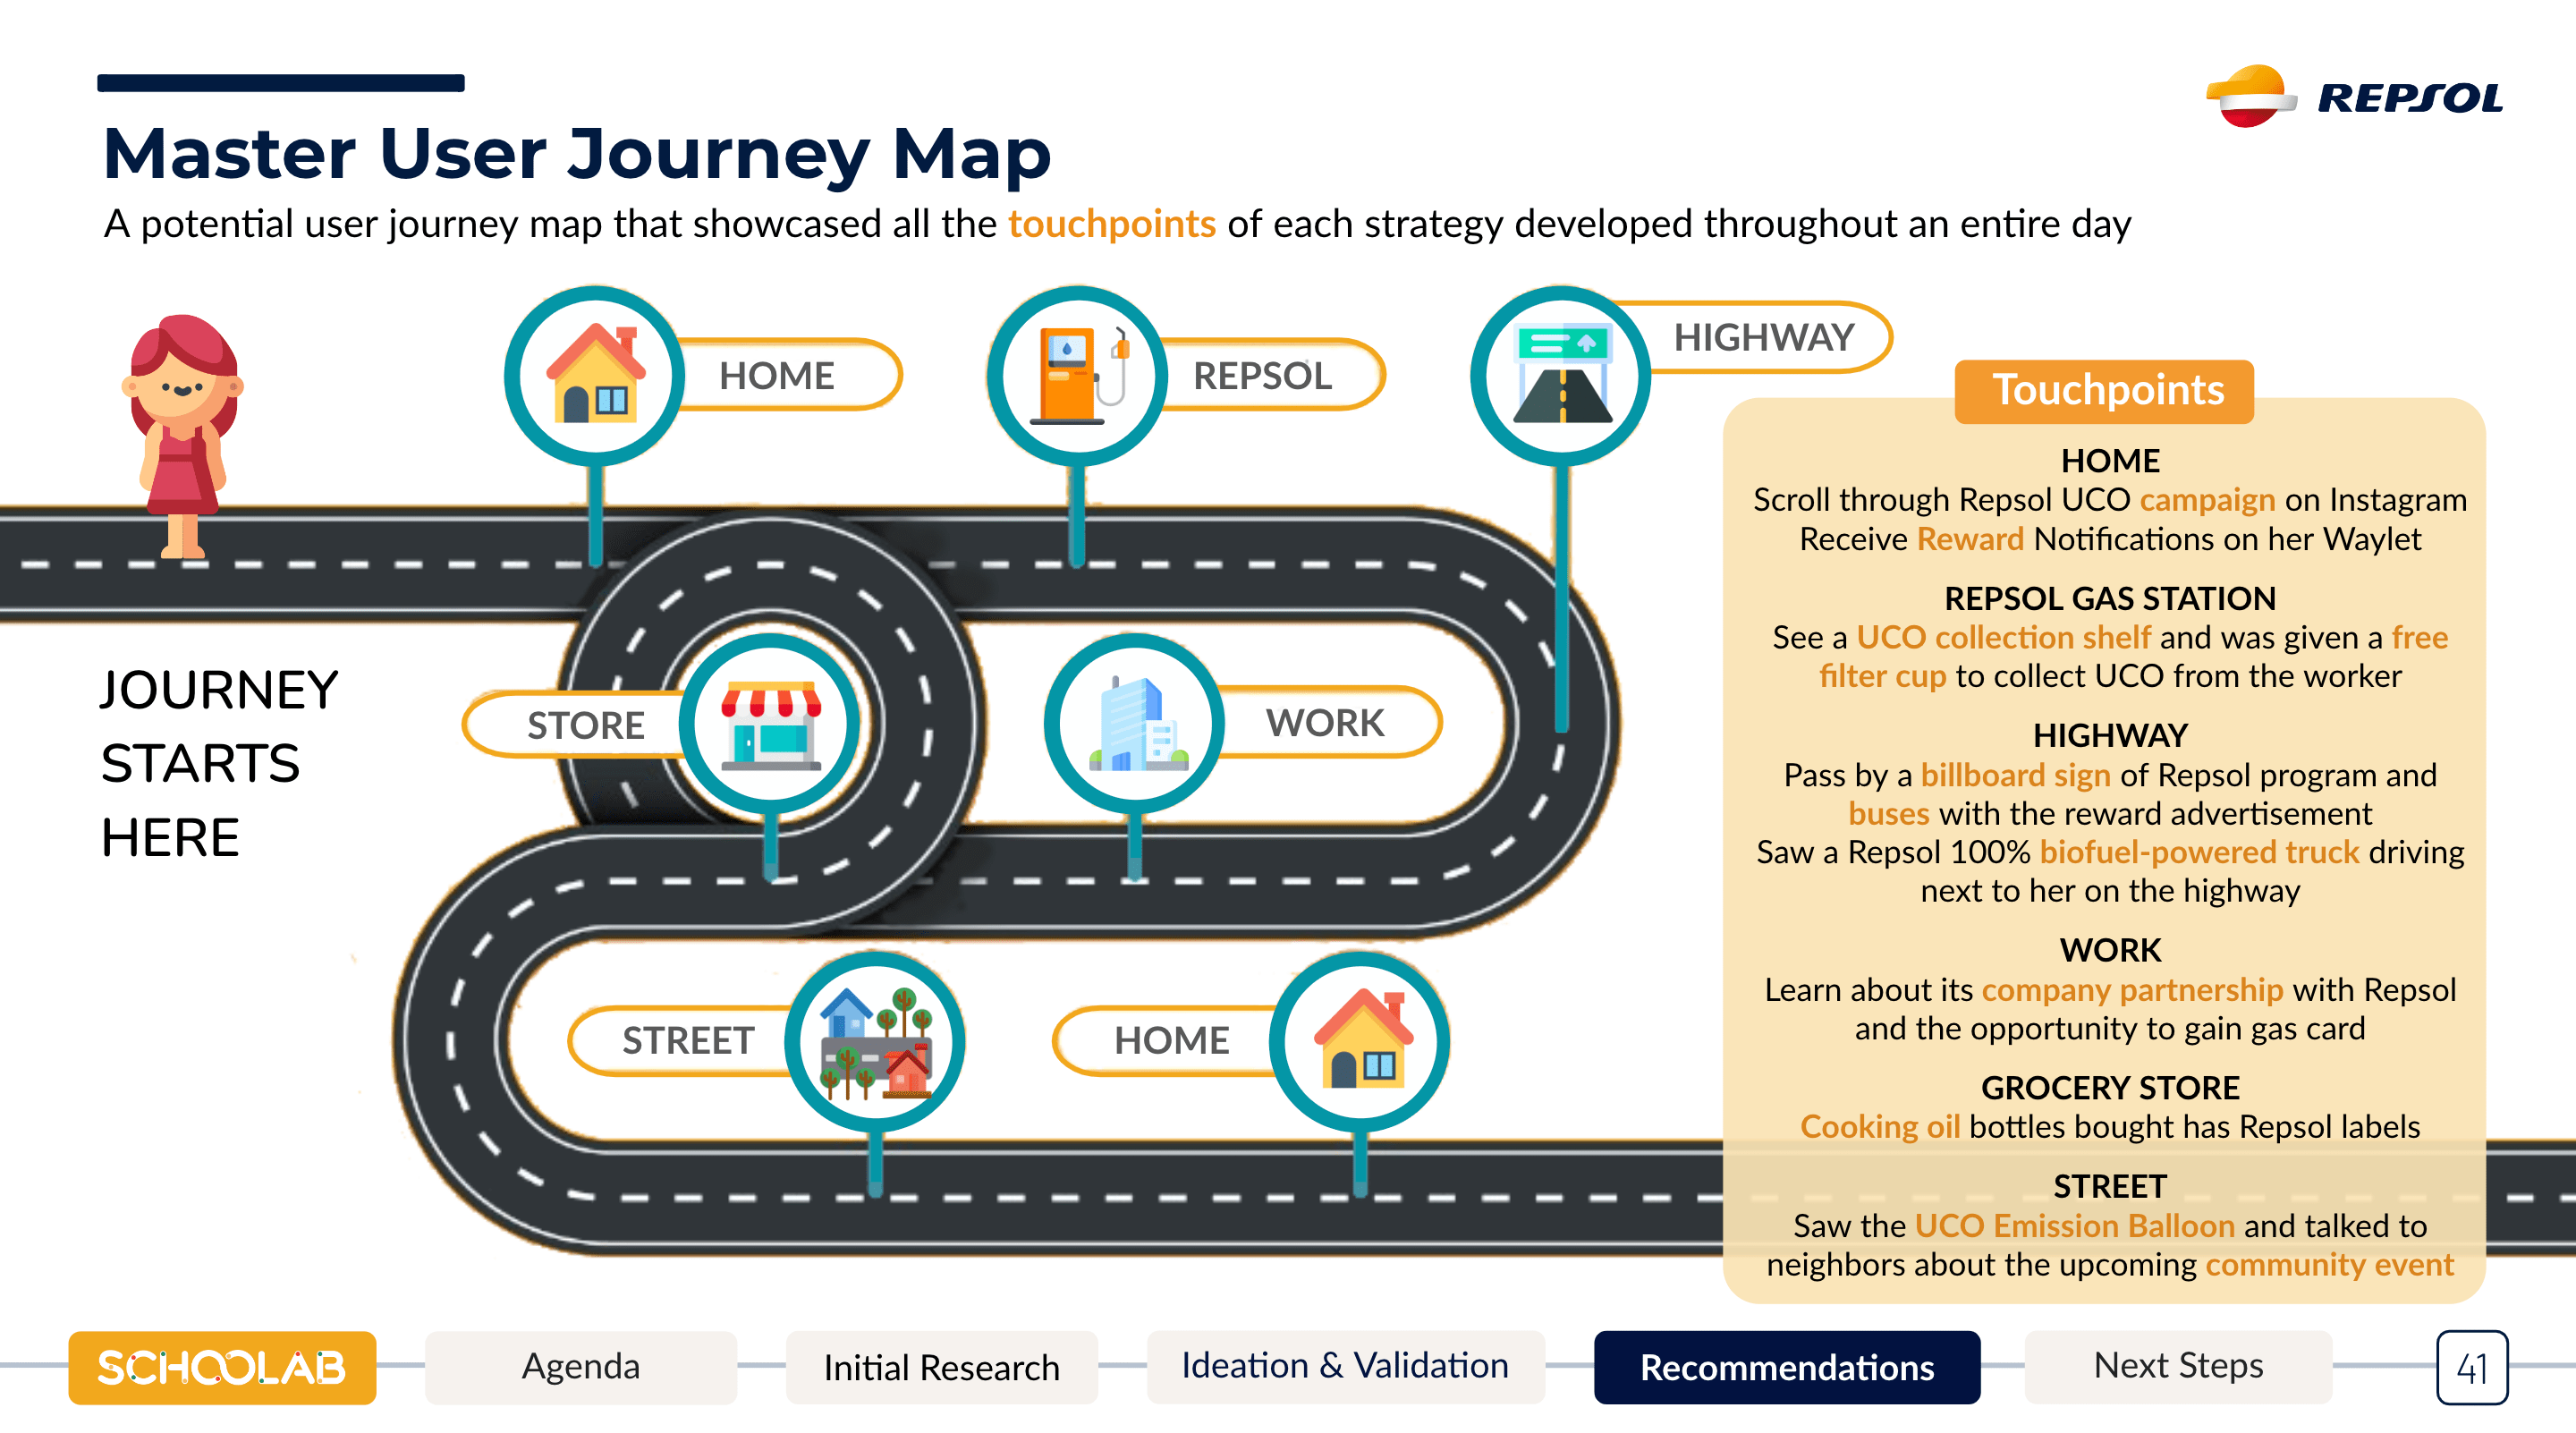 REPSOL
Master User Journey Map
A potential user journey map that showcased all the touchpoints of each strategy developed throughout an entire day
HOME
REPSOL
HIGHWAY
STORE
WORK
JOURNEY
STARTS
HERE
STREET
HOME
Touchpoints
HOME
Scroll through Repsol UCO campaign on Instagram
Receive Reward Notifications on her Waylet
REPSOL GAS STATION
See a UCO collection shelf and was given a free
filter cup to collect UCO from the worker
HIGHWAY
Pass by a billboard sign of Repsol program and
buses with the reward advertisement
Saw a Repsol 100% biofuel-powered truck driving
next to her on the highway
WORK
Learn about its company partnership with Repsol
and the opportunity to gain gas card
GROCERY STORE
Cooking oil bottles bought has Repsol labels
STREET
Saw the UCO Emission Balloon and talked to
neighbors about the upcoming community event
SCHOOLAB
Agenda
Initial Research
Ideation & Validation
Recommendations
Next Steps
41